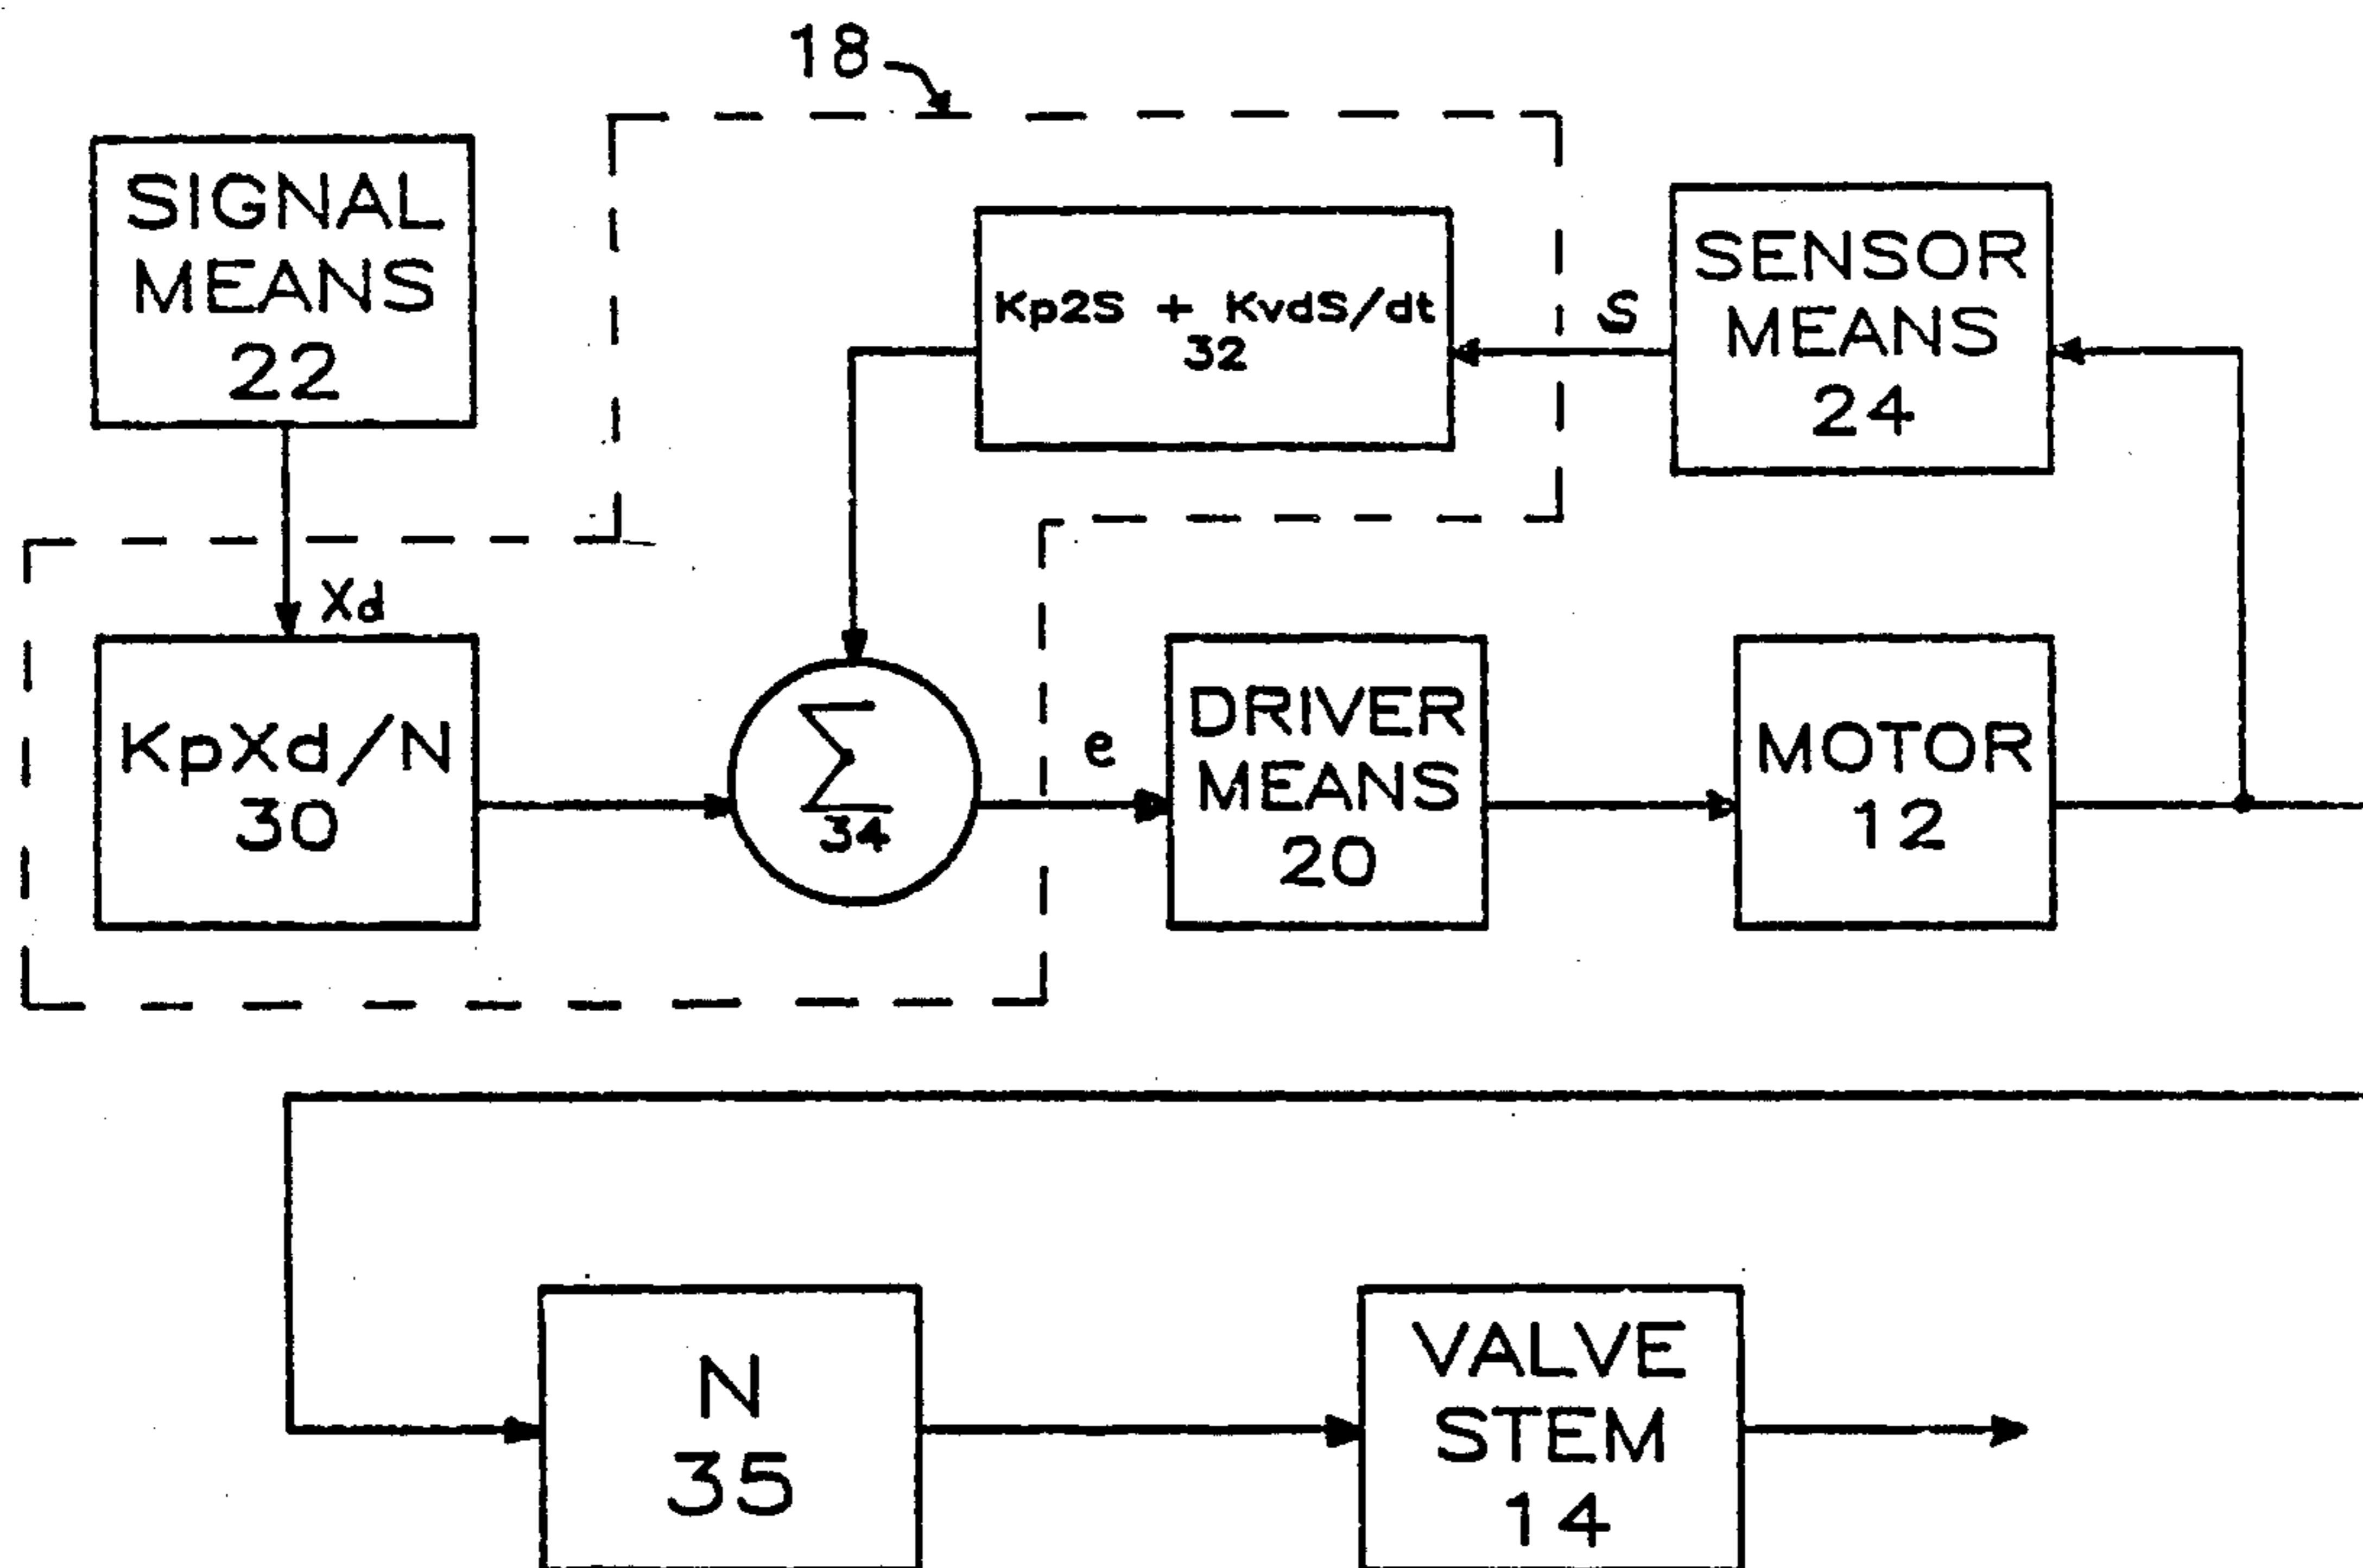 18
SIGNAL
MEANS
22
Kp2S + KvdS/dt
32
S
SENSOR
MEANS
24
Xd
KpXd/N
30
∑
34
e
DRIVER
MEANS
20
MOTOR
12
N
35
VALVE
STEM
14